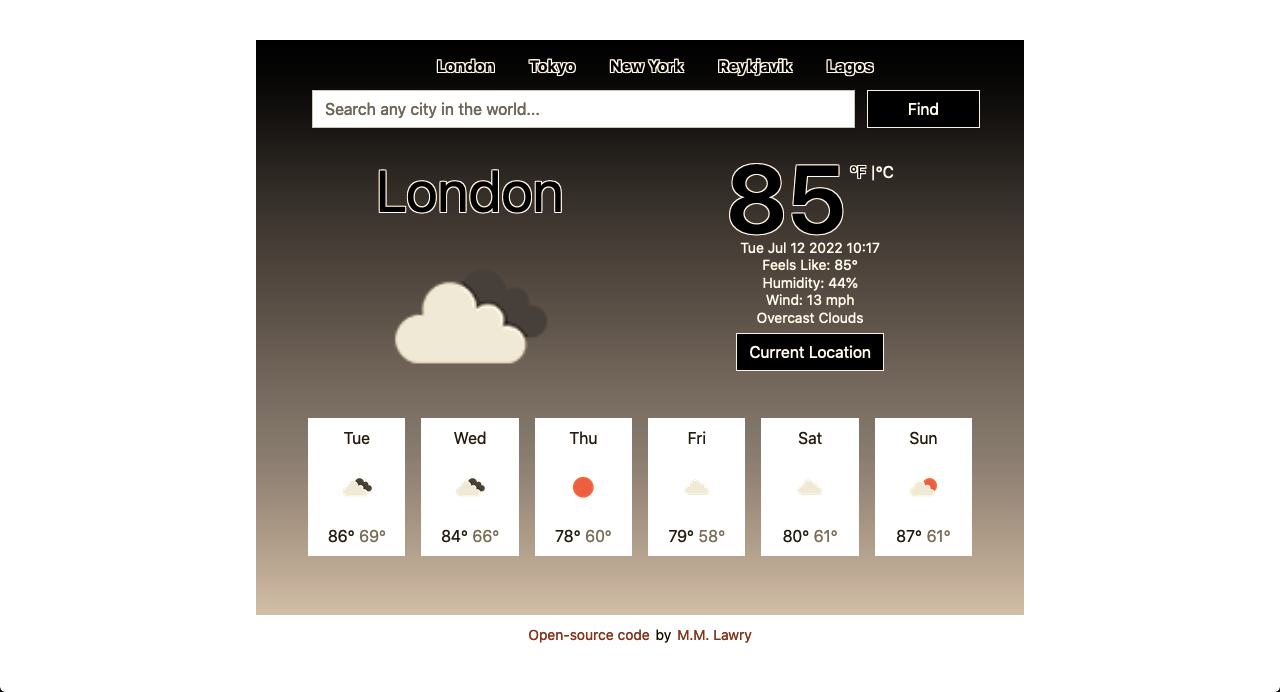 London Tokyo New York Reykjavik Lagos
Search any city in the world...
Find
London
85 °F |°C
Tue Jul 12 2022 10:17
Feels Like: 85°
Humidity: 44%
Wind: 13 mph
Overcast Clouds
Current Location
Tue Wed Thu Fri Sat Sun
86° 69° 84° 66° 78° 60° 79° 58° 80° 61° 87° 61°
Open-source code by M.M. Lawry